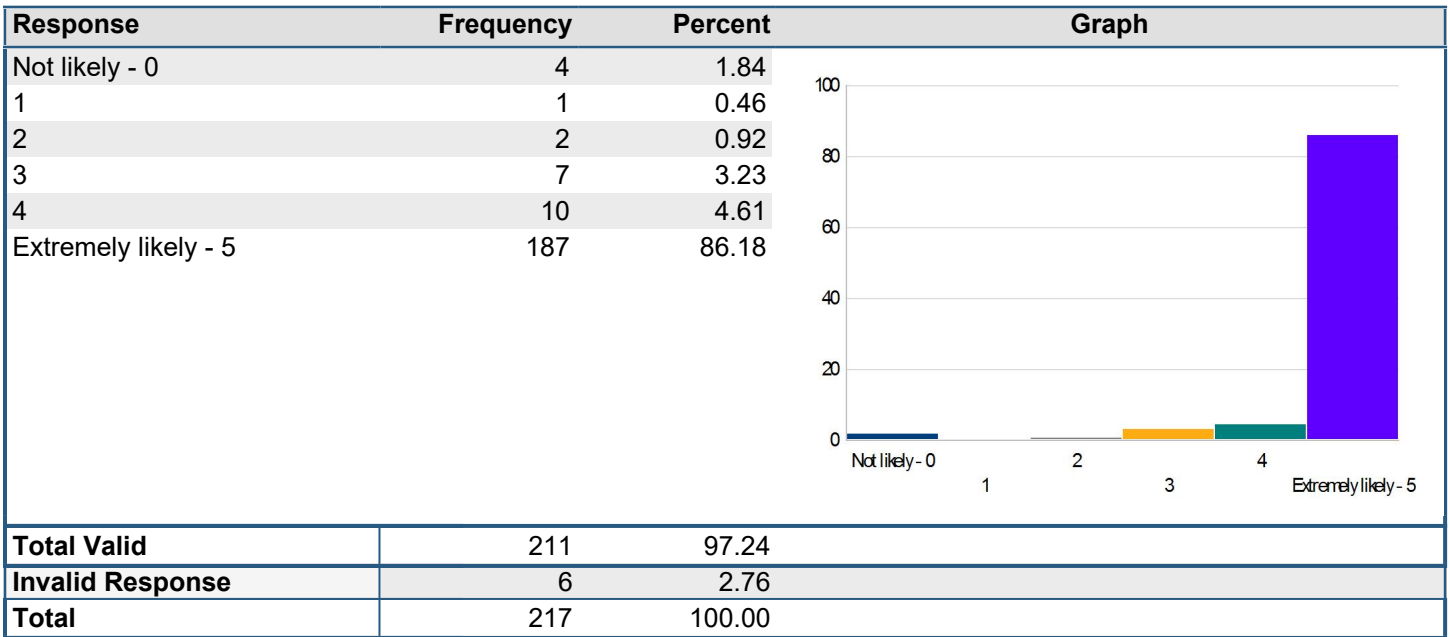 Response Frequency Percent Graph
Not likely - 0 4 1.84
1 1 0.46
2 2 0.92
3 7 3.23
4 10 4.61
Extremely likely - 5 187 86.18
100
80
60
40
20
0
Not likely - 0 2 4
1 3 Extremely likely - 5
Total Valid 211 97.24
Invalid Response 6 2.76
Total 217 100.00